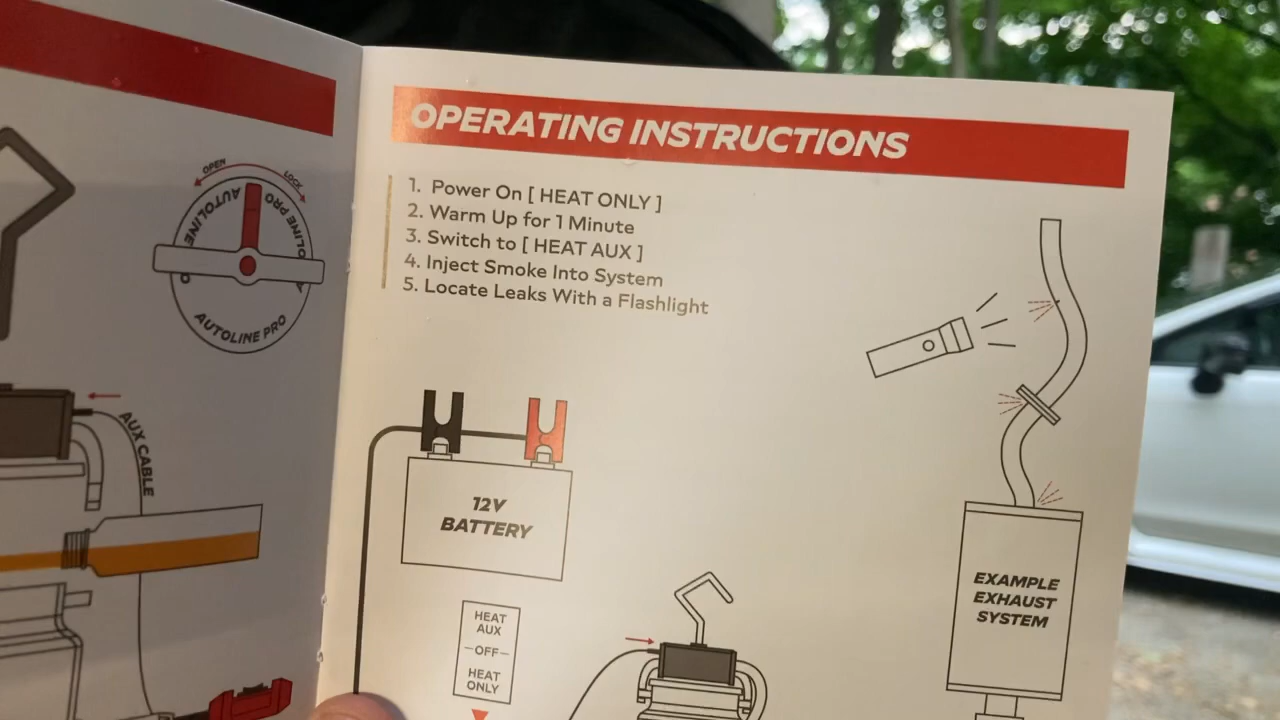 OPEN
LOCK
AUTOLINE
OLINE PRO
AUTOLINE PRO
AUX CABLE
OPERATING INSTRUCTIONS
1. Power On [ HEAT ONLY ]
2. Warm Up for 1 Minute
3. Switch to [ HEAT AUX ]
4. Inject Smoke Into System
5. Locate Leaks With a Flashlight
12V
BATTERY
HEAT
AUX
-OFF-
HEAT
ONLY
EXAMPLE
EXHAUST
SYSTEM